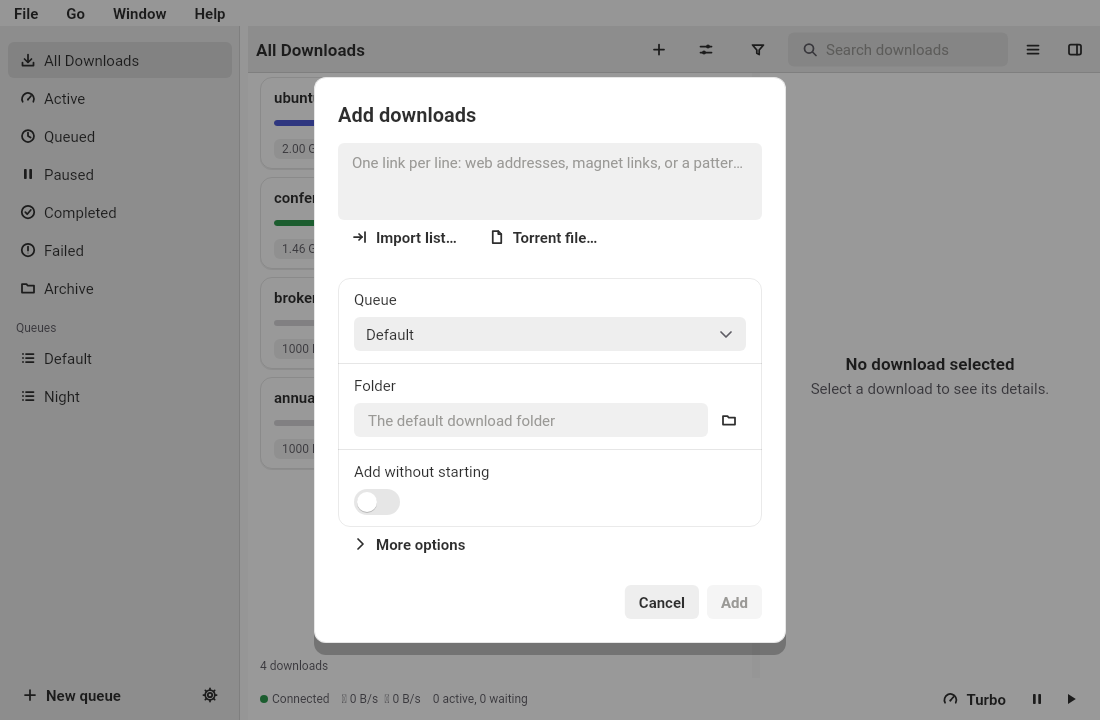 File Go Window Help
All Downloads
Active
Queued
Paused
Completed
Failed
Archive
Queues
Default
Night
New queue
All Downloads
Search downloads
2.00
1.46
1000
1000
Add downloads
One link per line: web addresses, magnet links, or a patter…
Import list… Torrent file…
Queue
Default
Folder
The default download folder
Add without starting
More options
Cancel Add
No download selected
Select a download to see its details.
4 downloads
Connected 0 B/s 0 B/s 0 active, 0 waiting
Turbo